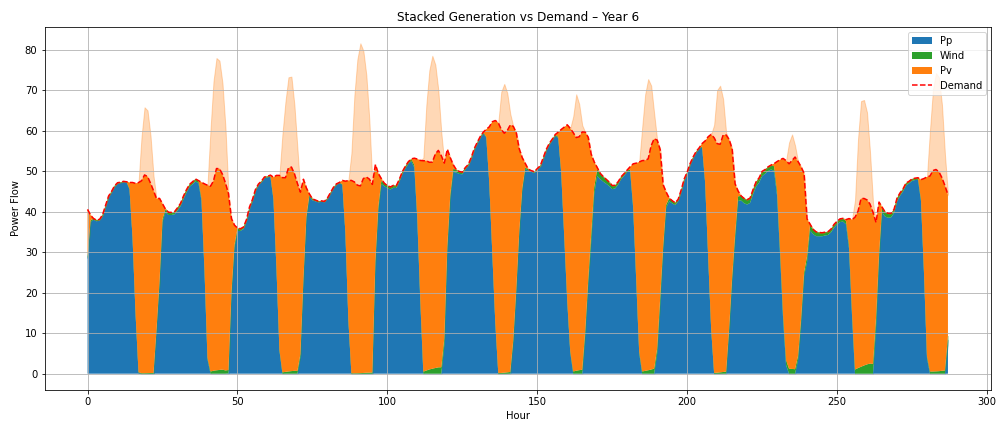 Stacked Generation vs Demand – Year 6
Power Flow
80
70
60
50
40
30
20
10
0
Pp
Wind
Pv
Demand
0 50 100 150 200 250 300
Hour